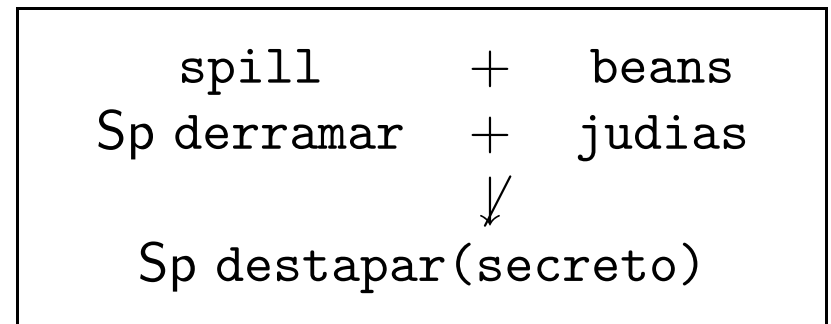 spill + beans
Sp derramar + judias
Sp destapar(secreto)